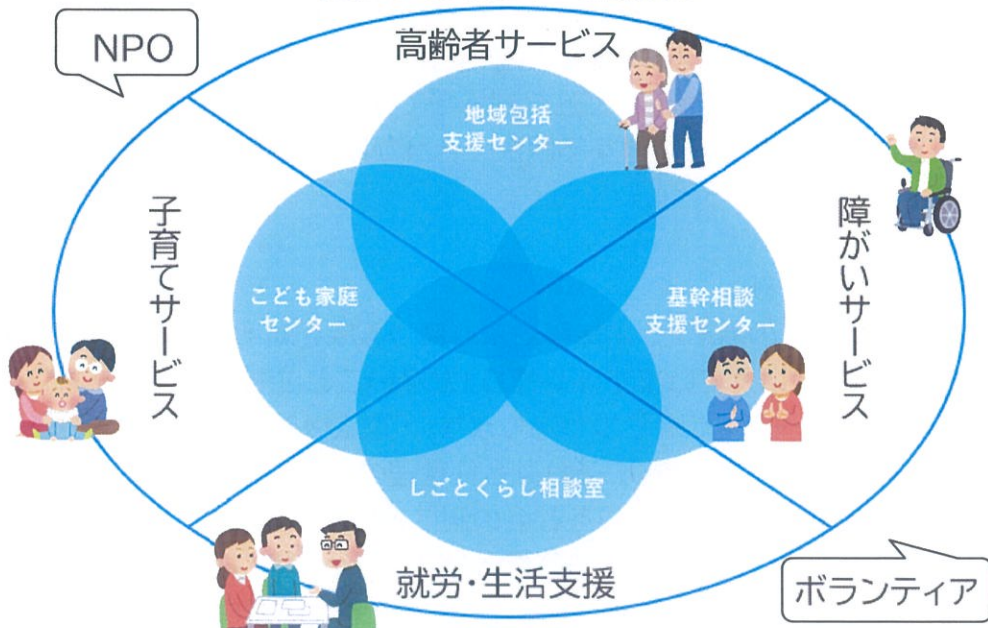 NPO
高齢者サービス
地域包括
支援センター
子育てサービス
こども家庭
センター
基幹相談
支援センター
障がいサービス
しごとくらし相談室
就労・生活支援
ボランティア